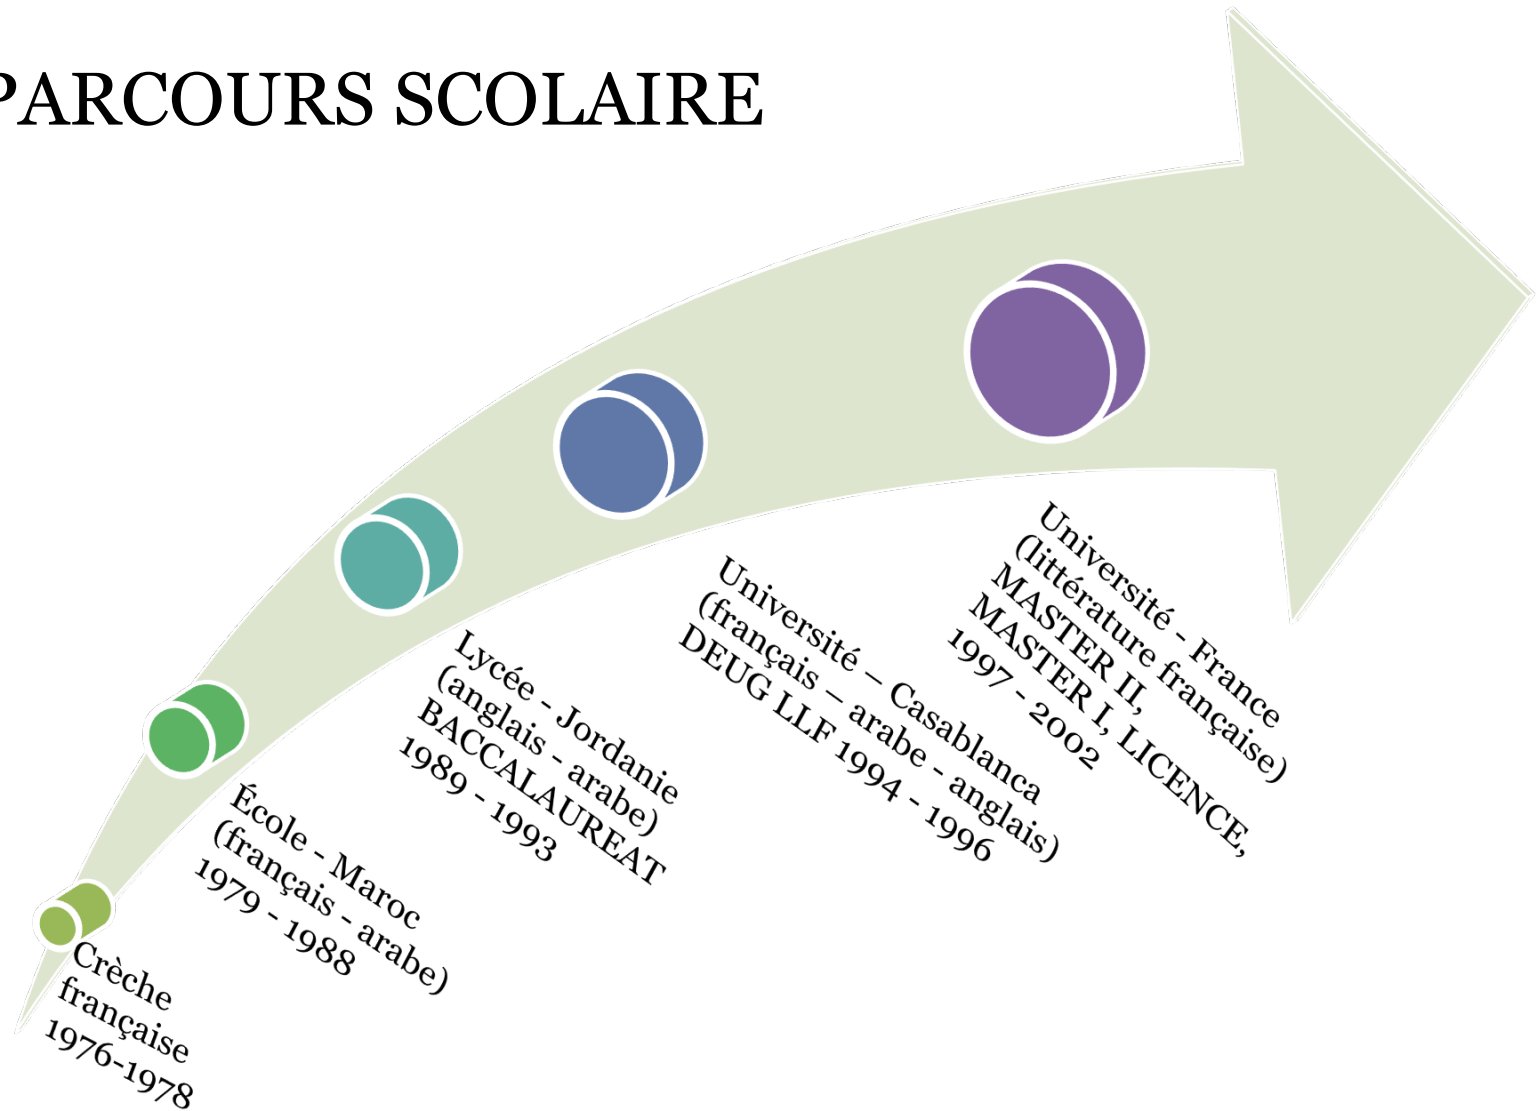 PARCOURS SCOLAIRE
Crèche
française
1976-1978
École - Maroc
(français - arabe)
1979 - 1988
Lycée - Jordanie
(anglais - arabe)
BACCALAUREAT
1989 - 1993
Université – Casablanca
(français – arabe - anglais)
DEUG LLF 1994 - 1996
Université - France
(littérature française)
MASTER II,
MASTER I, LICENCE,
1997 - 2002